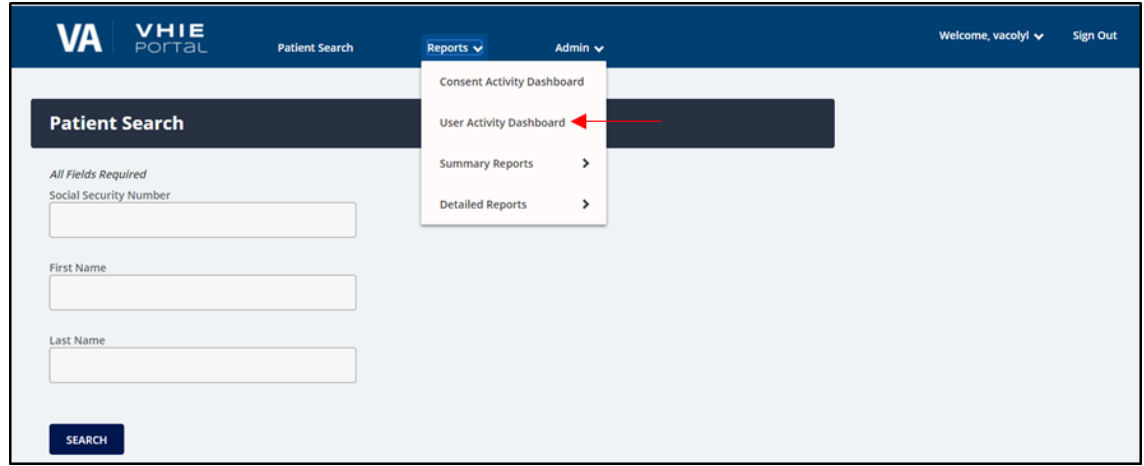 VA VHIE PORTAL
Patient Search Reports Admin Welcome, vacolyl Sign Out
Consent Activity Dashboard
User Activity Dashboard
Summary Reports
Detailed Reports
Patient Search
All Fields Required
Social Security Number
First Name
Last Name
SEARCH